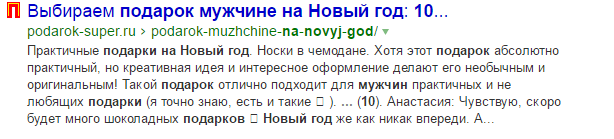 Выбираем подарок мужчине на Новый год: 10...
podarok-super.ru › podarok-muzhchine-na-novyj-god/
Практичные подарки на Новый год. Носки в чемодане. Хотя этот подарок абсолютно
практичный, но креативная идея и интересное оформление делают его необычным и
оригинальным! Такой подарок отлично подходит для мужчин практичных и не
любящих подарки (я точно знаю, есть и такие ). ... (10). Анастасия: Чувствую, скоро
будет много шоколадных подарков Новый год же как никак впереди. А...